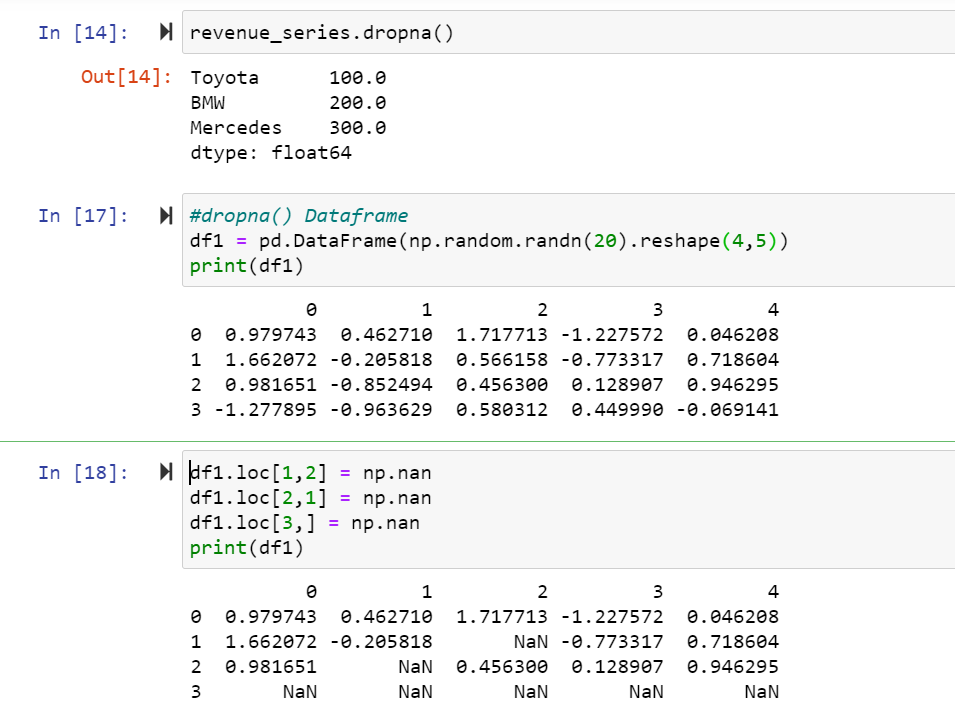 In [14]: revenue_series.dropna()
Out[14]: Toyota      100.0
BMW         200.0
Mercedes    300.0
dtype: float64
In [17]: #dropna() Dataframe
df1 = pd.DataFrame(np.random.randn(20).reshape(4,5))
print(df1)
          0         1         2         3         4
0  0.979743  0.462710  1.717713 -1.227572  0.046208
1  1.662072 -0.205818  0.566158 -0.773317  0.718604
2  0.981651 -0.852494  0.456300  0.128907  0.946295
3 -1.277895 -0.963629  0.580312  0.449990 -0.069141
In [18]: df1.loc[1,2] = np.nan
df1.loc[2,1] = np.nan
df1.loc[3,] = np.nan
print(df1)
          0         1         2         3         4
0  0.979743  0.462710  1.717713 -1.227572  0.046208
1  1.662072 -0.205818       NaN -0.773317  0.718604
2  0.981651       NaN  0.456300  0.128907  0.946295
3       NaN       NaN       NaN       NaN       NaN